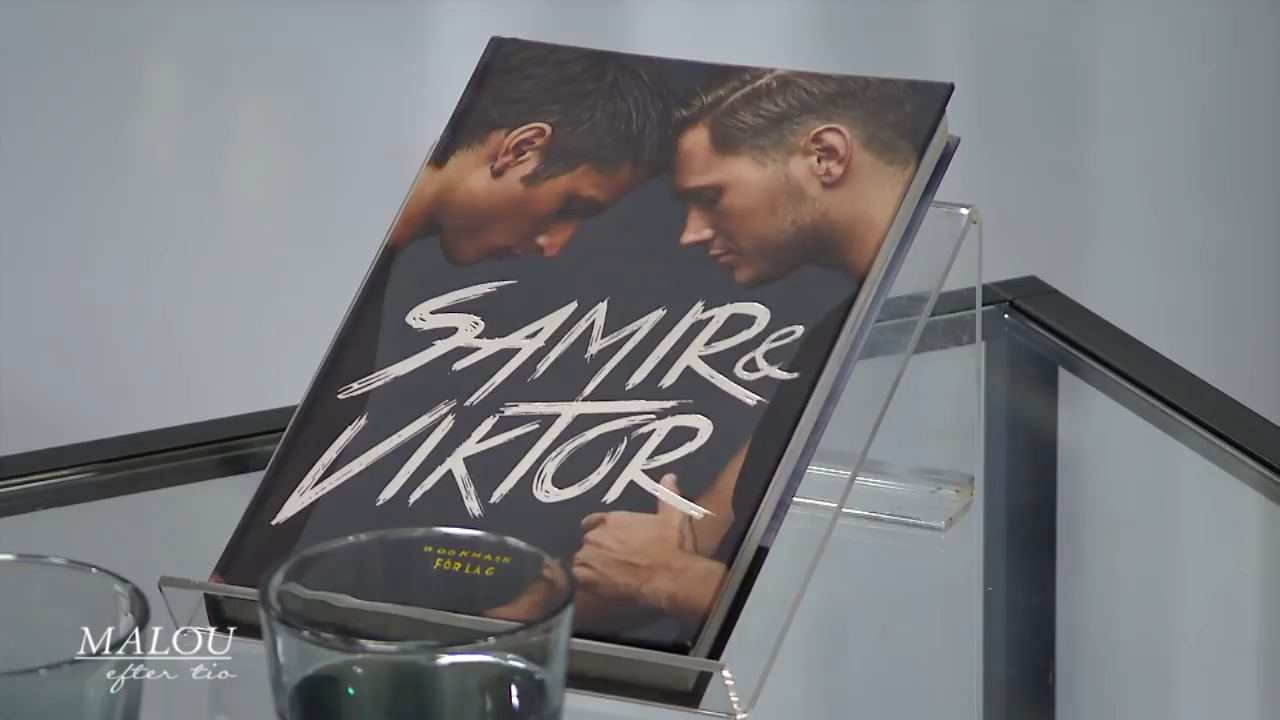 SAMIR &
VIKTOR
BOOKMARK
FÖRLAG
MALOU
efter tio